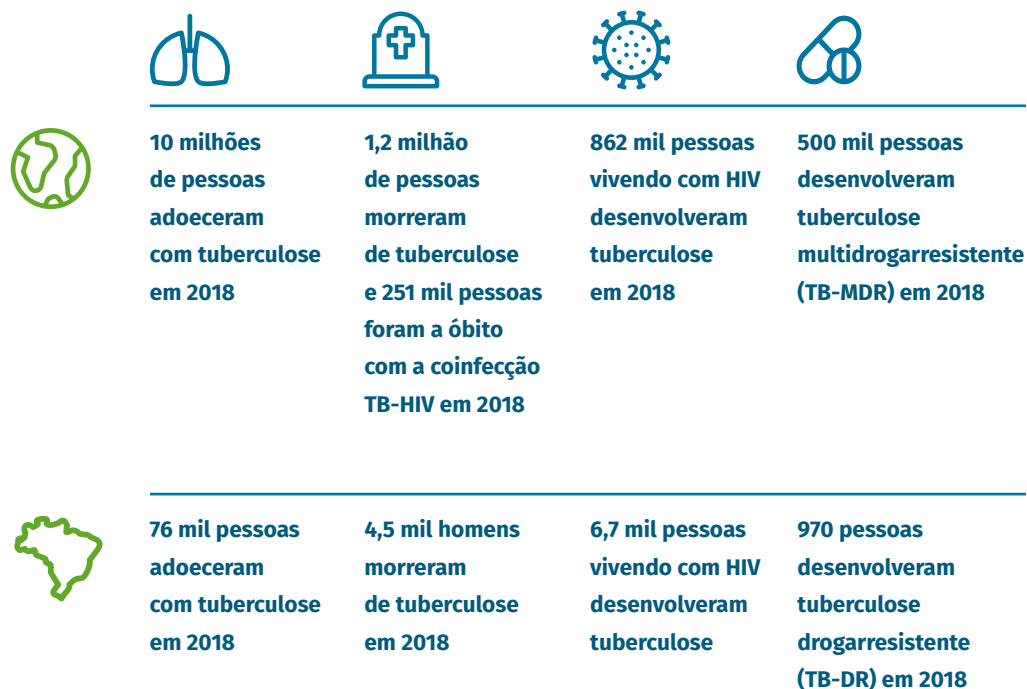 10 milhões
de pessoas
adoeceram
com tuberculose
em 2018
1,2 milhão
de pessoas
morreram
de tuberculose
e 251 mil pessoas
foram a óbito
com a coinfecção
TB-HIV em 2018
862 mil pessoas
vivendo com HIV
desenvolveram
tuberculose
em 2018
500 mil pessoas
desenvolveram
tuberculose
multidrogarresistente
(TB-MDR) em 2018
76 mil pessoas
adoeceram
com tuberculose
em 2018
4,5 mil homens
morreram
de tuberculose
em 2018
6,7 mil pessoas
vivendo com HIV
desenvolveram
tuberculose
970 pessoas
desenvolveram
tuberculose
drogarresistente
(TB-DR) em 2018